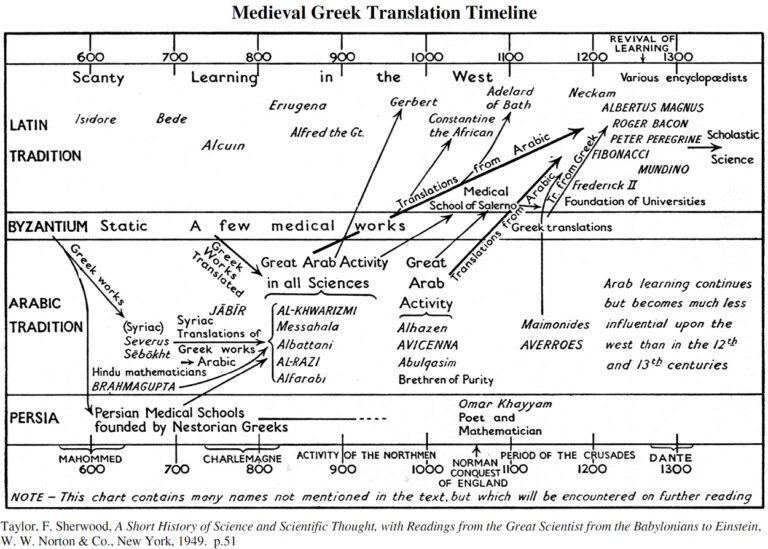 Medieval Greek Translation Timeline
REVIVAL OF
LEARNING
600 700 800 900 1000 1100 1200 1300
Scanty Learning in the West
Various encyclopædists
LATIN
TRADITION
Isidore
Bede
Alcuin
Eriugena
Alfred the Gt.
Gerbert
Constantine
the African
Adelard
of Bath
Neckam
ALBERTUS MAGNUS
ROGER BACON
PETER PEREGRINE
FIBONACCI
MUNDINO
Frederick II
Foundation of Universities
Scholastic
Science
Translations from Arabic
Medical
School of Salerno
Translations from Arabic
Tr. from Greek
BYZANTIUM Static A few medical works
Greek translations
Greek works
Greek
Works
Translated
Great Arab Activity
in all Sciences
Great
Arab
Activity
ARABIC
TRADITION
(Syriac)
Severus
Sēbōkht
JĀBĪR
Syriac
Translations of
Greek works
→ Arabic
Hindu mathematicians
BRAHMAGUPTA
AL-KHWARIZMI
Messahala
Albattani
AL-RAZI
Alfarabi
Alhazen
AVICENNA
Abulqasim
Brethren of Purity
Maimonides
AVERROES
Arab learning continues
but becomes much less
influential upon the
west than in the 12th
and 13th centuries
PERSIA
Persian Medical Schools
founded by Nestorian Greeks
Omar Khayyam
Poet and
Mathematician
600 700 800 900 1000 1100 1200 1300
MAHOMMED
CHARLEMAGNE
ACTIVITY OF THE NORTHMEN
NORMAN
CONQUEST
OF ENGLAND
PERIOD OF THE CRUSADES
DANTE
NOTE - This chart contains many names not mentioned in the text, but which will be encountered on further reading
Taylor, F. Sherwood, A Short History of Science and Scientific Thought, with Readings from the Great Scientist from the Babylonians to Einstein,
W. W. Norton & Co., New York, 1949. p.51